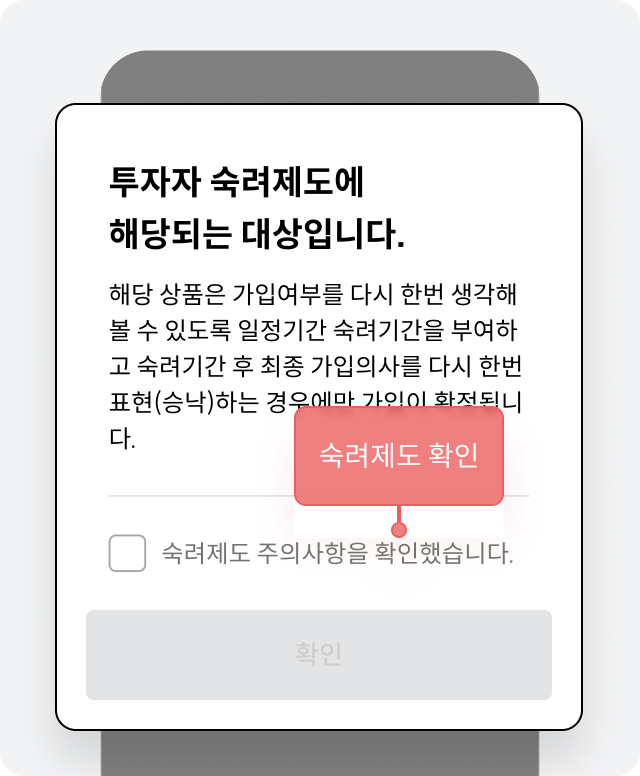 투자자 숙려제도에
해당되는 대상입니다.
해당 상품은 가입여부를 다시 한번 생각해
볼 수 있도록 일정기간 숙려기간을 부여하
고 숙려기간 후 최종 가입의사를 다시 한번
표현(승낙)하는 경우에만 가입이 확정됩니
다.
숙려제도 확인
숙려제도 주의사항을 확인했습니다.
확인